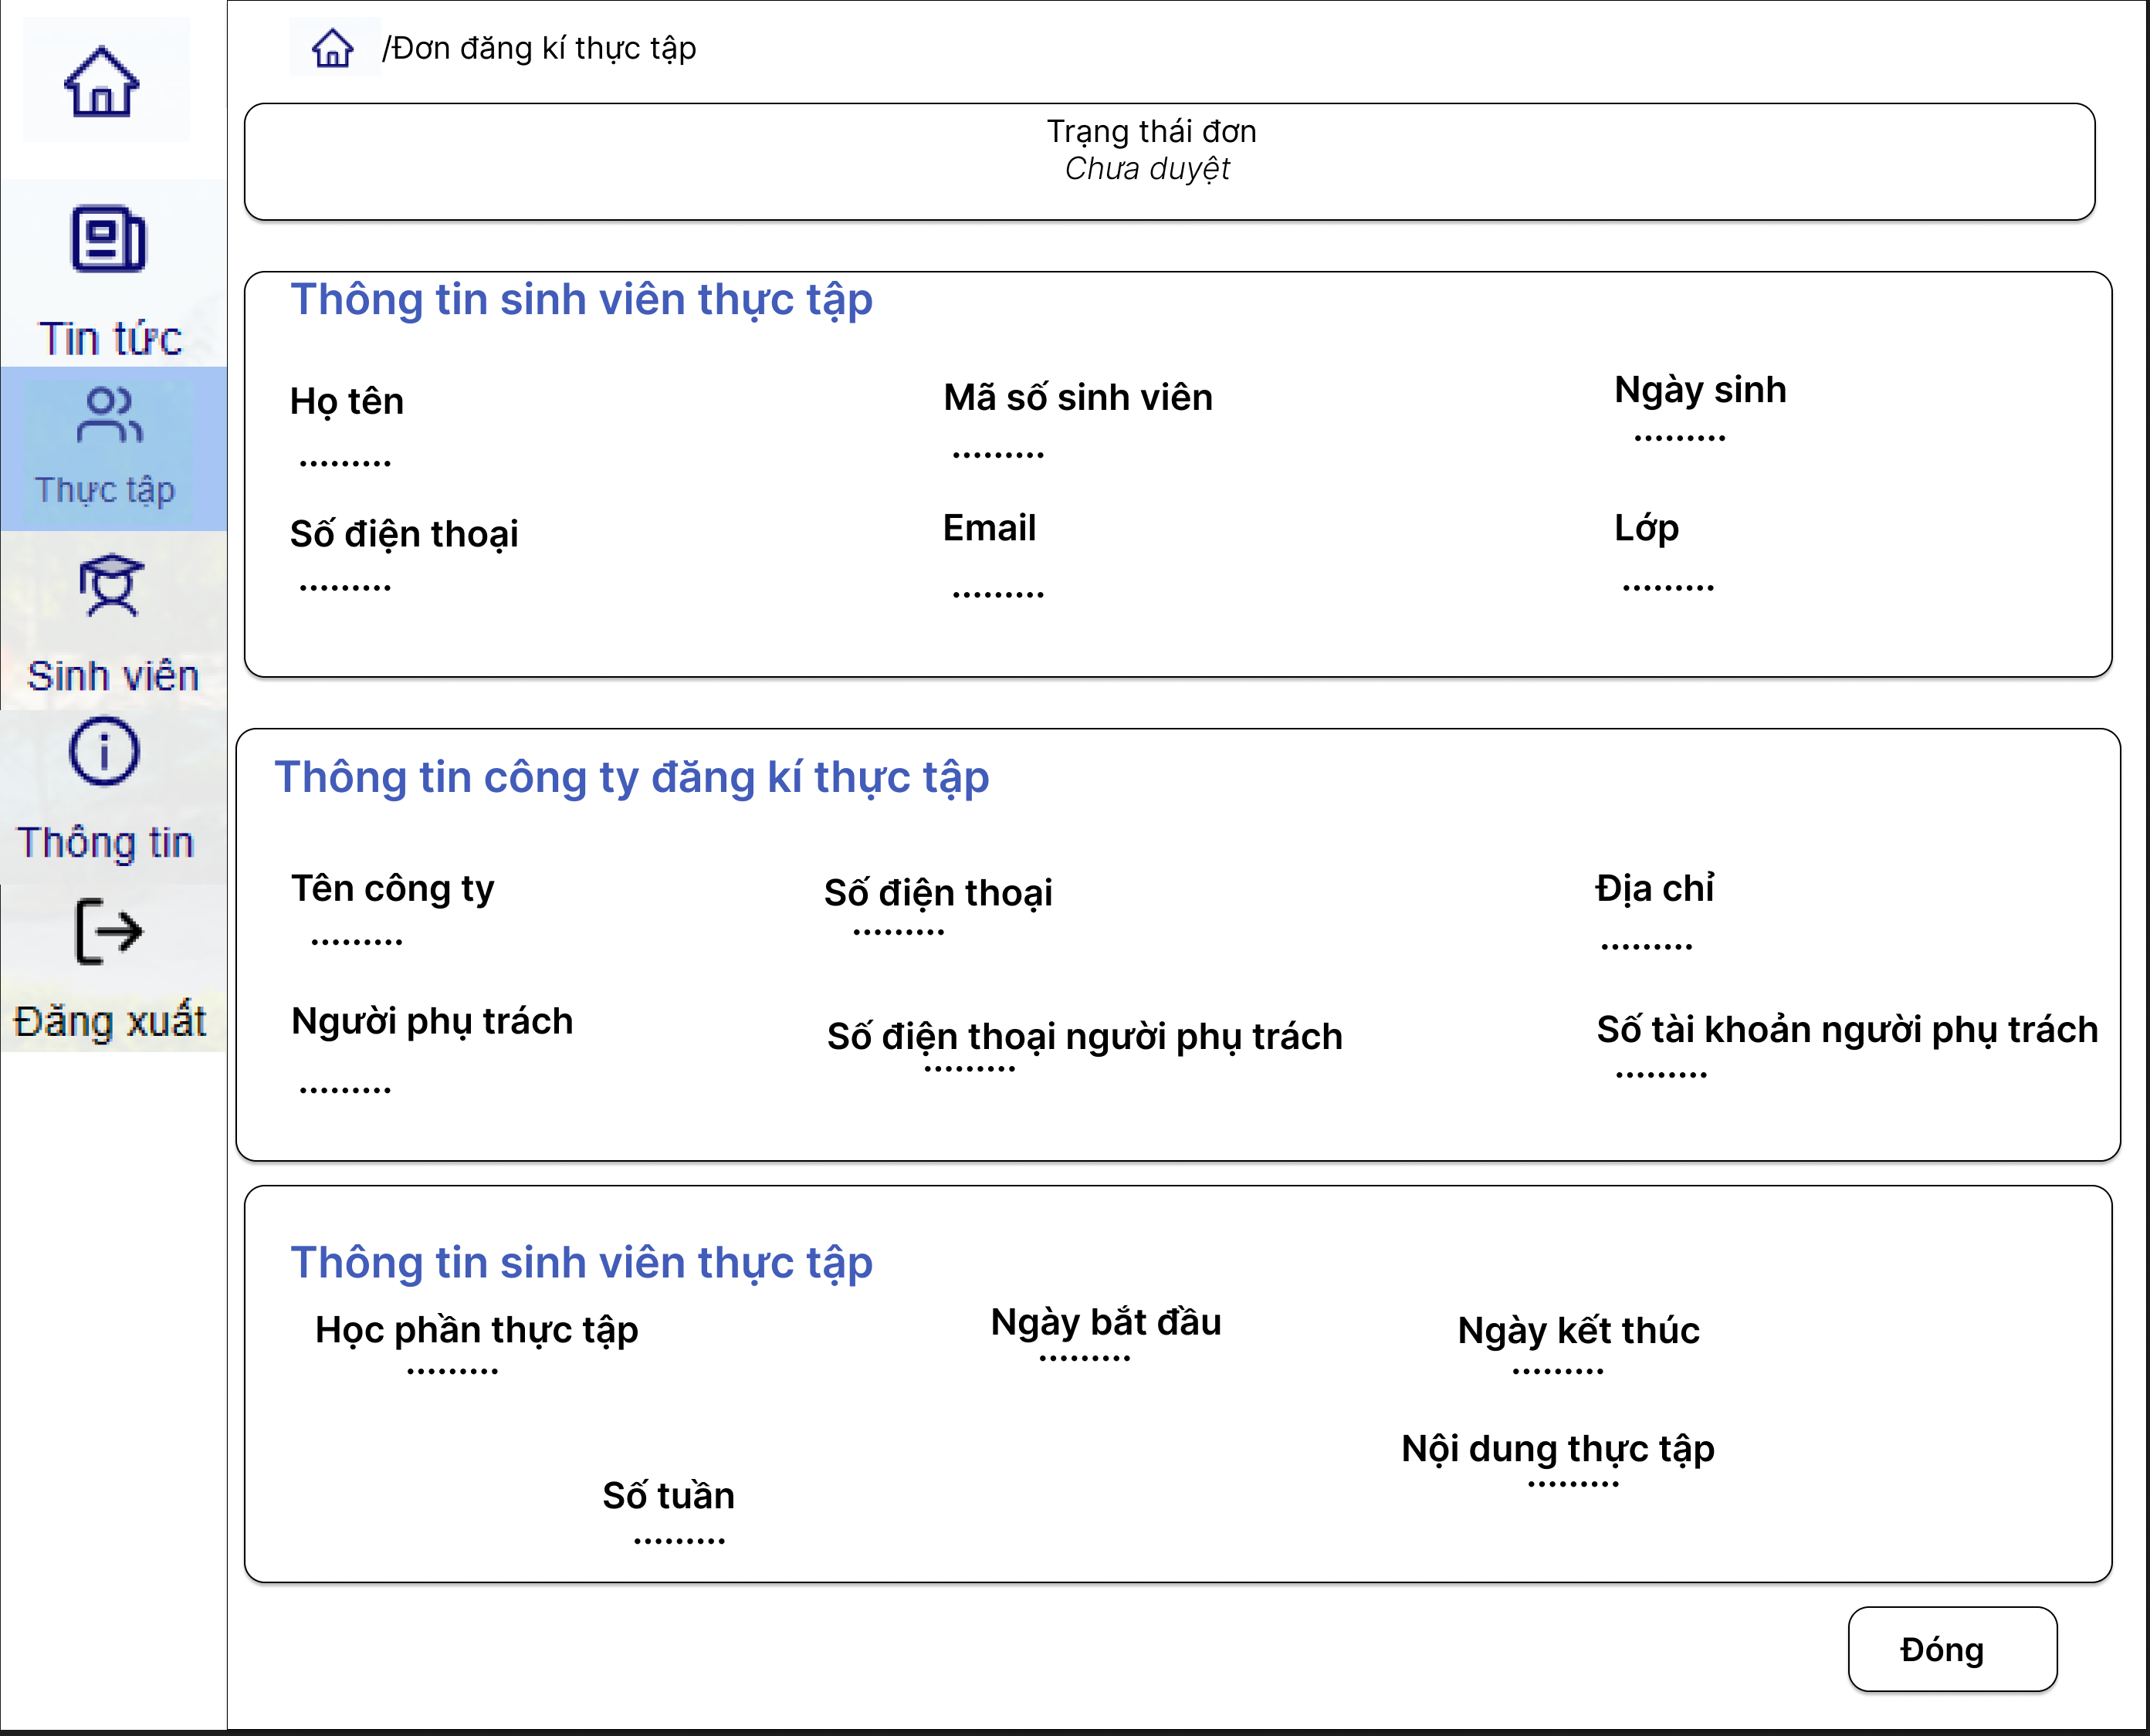 Tin tức
Thực tập
Sinh viên
Thông tin
Đăng xuất
/Đơn đăng kí thực tập
Trạng thái đơn
Chưa duyệt
Thông tin sinh viên thực tập
Họ tên Mã số sinh viên Ngày sinh
......... ......... .........
Số điện thoại Email Lớp
......... ......... .........
Thông tin công ty đăng kí thực tập
Tên công ty Số điện thoại Địa chỉ
......... ......... .........
Người phụ trách Số điện thoại người phụ trách Số tài khoản người phụ trách
......... ......... .........
Thông tin sinh viên thực tập
Học phần thực tập Ngày bắt đầu Ngày kết thúc
......... ......... .........
Số tuần Nội dung thực tập
......... .........
Đóng